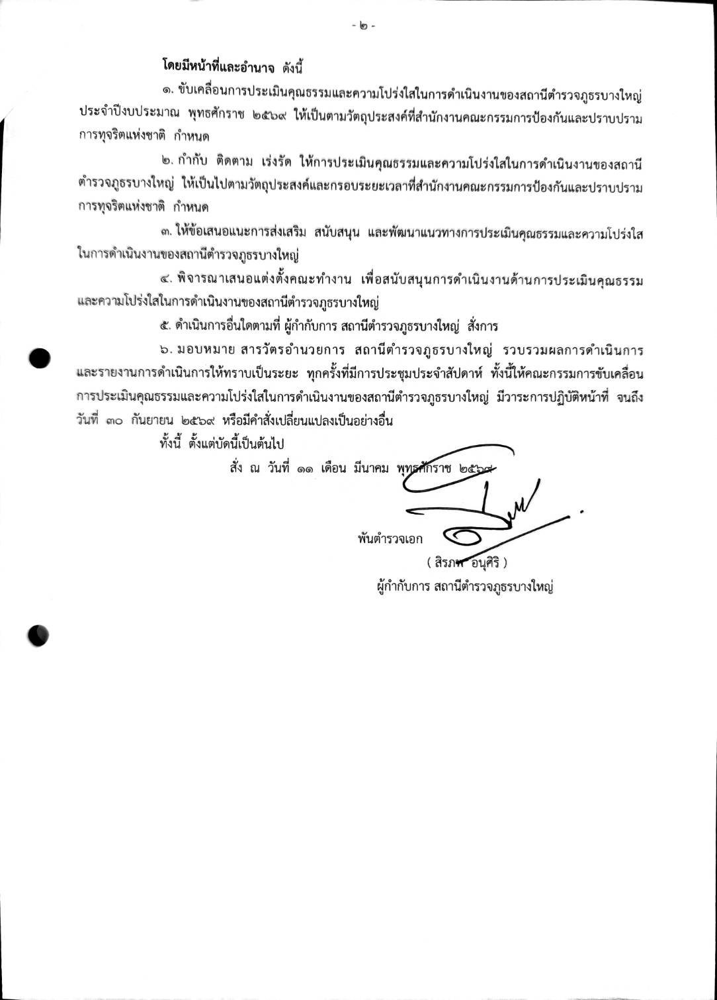 - ๒ -
โดยมีหน้าที่และอำนาจ ดังนี้
๑. ขับเคลื่อนการประเมินคุณธรรมและความโปร่งใสในการดำเนินงานของสถานีตำรวจภูธรบางใหญ่
ประจำปีงบประมาณ พุทธศักราช ๒๕๖๙ ให้เป็นตามวัตถุประสงค์ที่สำนักงานคณะกรรมการป้องกันและปราบปราม
การทุจริตแห่งชาติ กำหนด
๒. กำกับ ติดตาม เร่งรัด ให้การประเมินคุณธรรมและความโปร่งใสในการดำเนินงานของสถานี
ตำรวจภูธรบางใหญ่ ให้เป็นไปตามวัตถุประสงค์และกรอบระยะเวลาที่สำนักงานคณะกรรมการป้องกันและปราบปราม
การทุจริตแห่งชาติ กำหนด
๓. ให้ข้อเสนอแนะการส่งเสริม สนับสนุน และพัฒนาแนวทางการประเมินคุณธรรมและความโปร่งใส
ในการดำเนินงานของสถานีตำรวจภูธรบางใหญ่
๔. พิจารณาเสนอแต่งตั้งคณะทำงาน เพื่อสนับสนุนการดำเนินงานด้านการประเมินคุณธรรม
และความโปร่งใสในการดำเนินงานของสถานีตำรวจภูธรบางใหญ่
๕. ดำเนินการอื่นใดตามที่ ผู้กำกับการ สถานีตำรวจภูธรบางใหญ่ สั่งการ
๖. มอบหมาย สารวัตรอำนวยการ สถานีตำรวจภูธรบางใหญ่ รวบรวมผลการดำเนินการ
และรายงานการดำเนินการให้ทราบเป็นระยะ ทุกครั้งที่มีการประชุมประจำสัปดาห์ ทั้งนี้ให้คณะกรรมการขับเคลื่อน
การประเมินคุณธรรมและความโปร่งใสในการดำเนินงานของสถานีตำรวจภูธรบางใหญ่ มีวาระการปฏิบัติหน้าที่ จนถึง
วันที่ ๓๐ กันยายน ๒๕๖๙ หรือมีคำสั่งเปลี่ยนแปลงเป็นอย่างอื่น
ทั้งนี้ ตั้งแต่บัดนี้เป็นต้นไป
สั่ง ณ วันที่ ๑๑ เดือน มีนาคม พุทธศักราช ๒๕๖๙
พันตำรวจเอก
( สิรภพ อนุศิริ )
ผู้กำกับการ สถานีตำรวจภูธรบางใหญ่